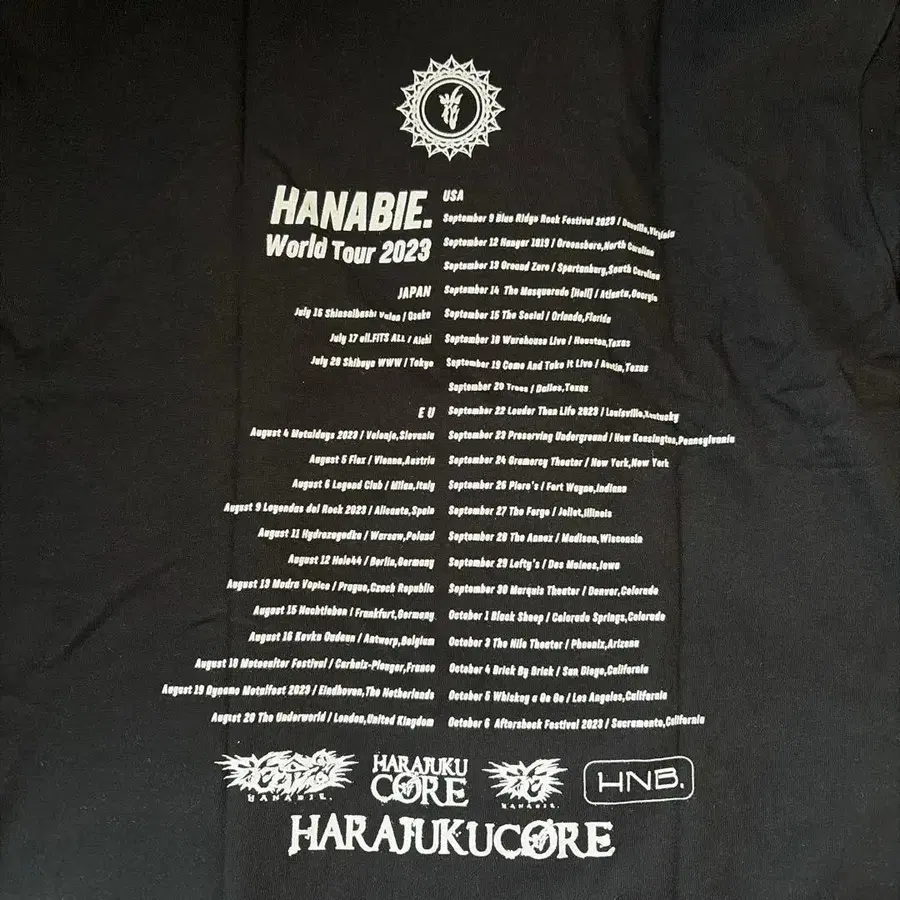 HANABIE.
World Tour 2023
JAPAN
July 16 Shinsaibashi / Osaka
July 17 ell.FITS ALL / Aichi
July 28 Shibuya WWW / Tokyo
EU
August 4 Metaldays 2023 / Velenje,Slovenia
August 5 Flex / Vienna,Austria
August 6 Legend Club / Milan,Italy
August 9 Leyendas del Rock 2023 / Alicante,Spain
August 11 Hydrozagadka / Warsaw,Poland
August 12 Hole44 / Berlin,Germany
August 13 Modra Vopice / Prague,Czech Republic
August 15 Nachtleben / Frankfurt,Germany
August 16 Kavka Oudaan / Antwerp,Belgium
August 18 Motocultor Festival / Carhaix-Plouger,France
August 19 Dynamo Metalfest 2023 / Eindhoven,The Netherlands
August 20 The Underworld / London,United Kingdom
USA
September 9 Blue Ridge Rock Festival 2023 / Danville,Virginia
September 12 Hangar 1819 / Greensboro,North Carolina
September 13 Ground Zero / Spartanburg,South Carolina
September 14 The Masquerade [Hell] / Atlanta,Georgia
September 15 The Social / Orlando,Florida
September 18 Warehouse Live / Houston,Texas
September 19 Come And Take It Live / Austin,Texas
September 20 Trees / Dallas,Texas
September 22 Louder Than Life 2023 / Louisville,Kentucky
September 23 Preserving Underground / New Kensington,Pennsylvania
September 24 Gramercy Theater / New York,New York
September 26 Piere's / Fort Wayne,Indiana
September 27 The Forge / Joliet,Illinois
September 28 The Annex / Madison,Wisconsin
September 29 Lefty's / Des Moines,Iowa
September 30 Marquis Theater / Denver,Colorado
October 1 Black Sheep / Colorado Springs,Colorado
October 3 The Nile Theater / Phoenix,Arizona
October 4 Brick By Brick / San Diego,California
October 5 Whiskey a Go Go / Los Angeles,California
October 6 Aftershock Festival 2023 / Sacramento,California
HANABIE.
HARAJUKU
CORE
HANABIE.
HNB.
HARAJUKUCORE